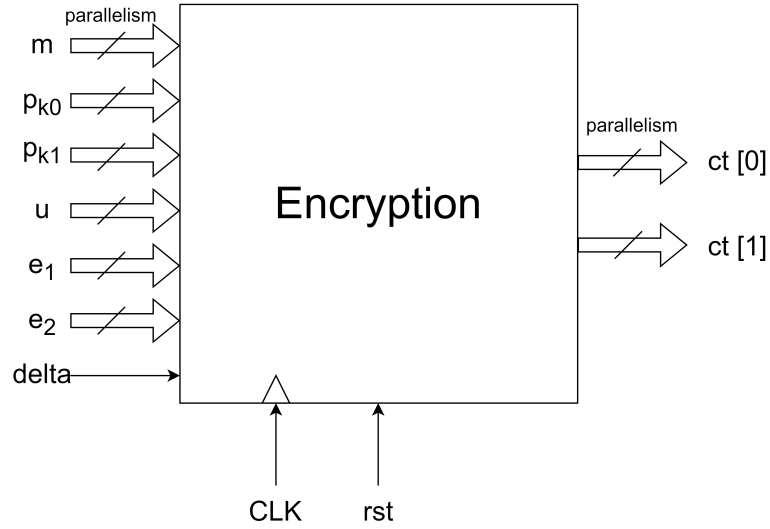 parallelism
m
pk0
pk1
u
e1
e2
delta
Encryption
parallelism
ct [0]
ct [1]
CLK
rst